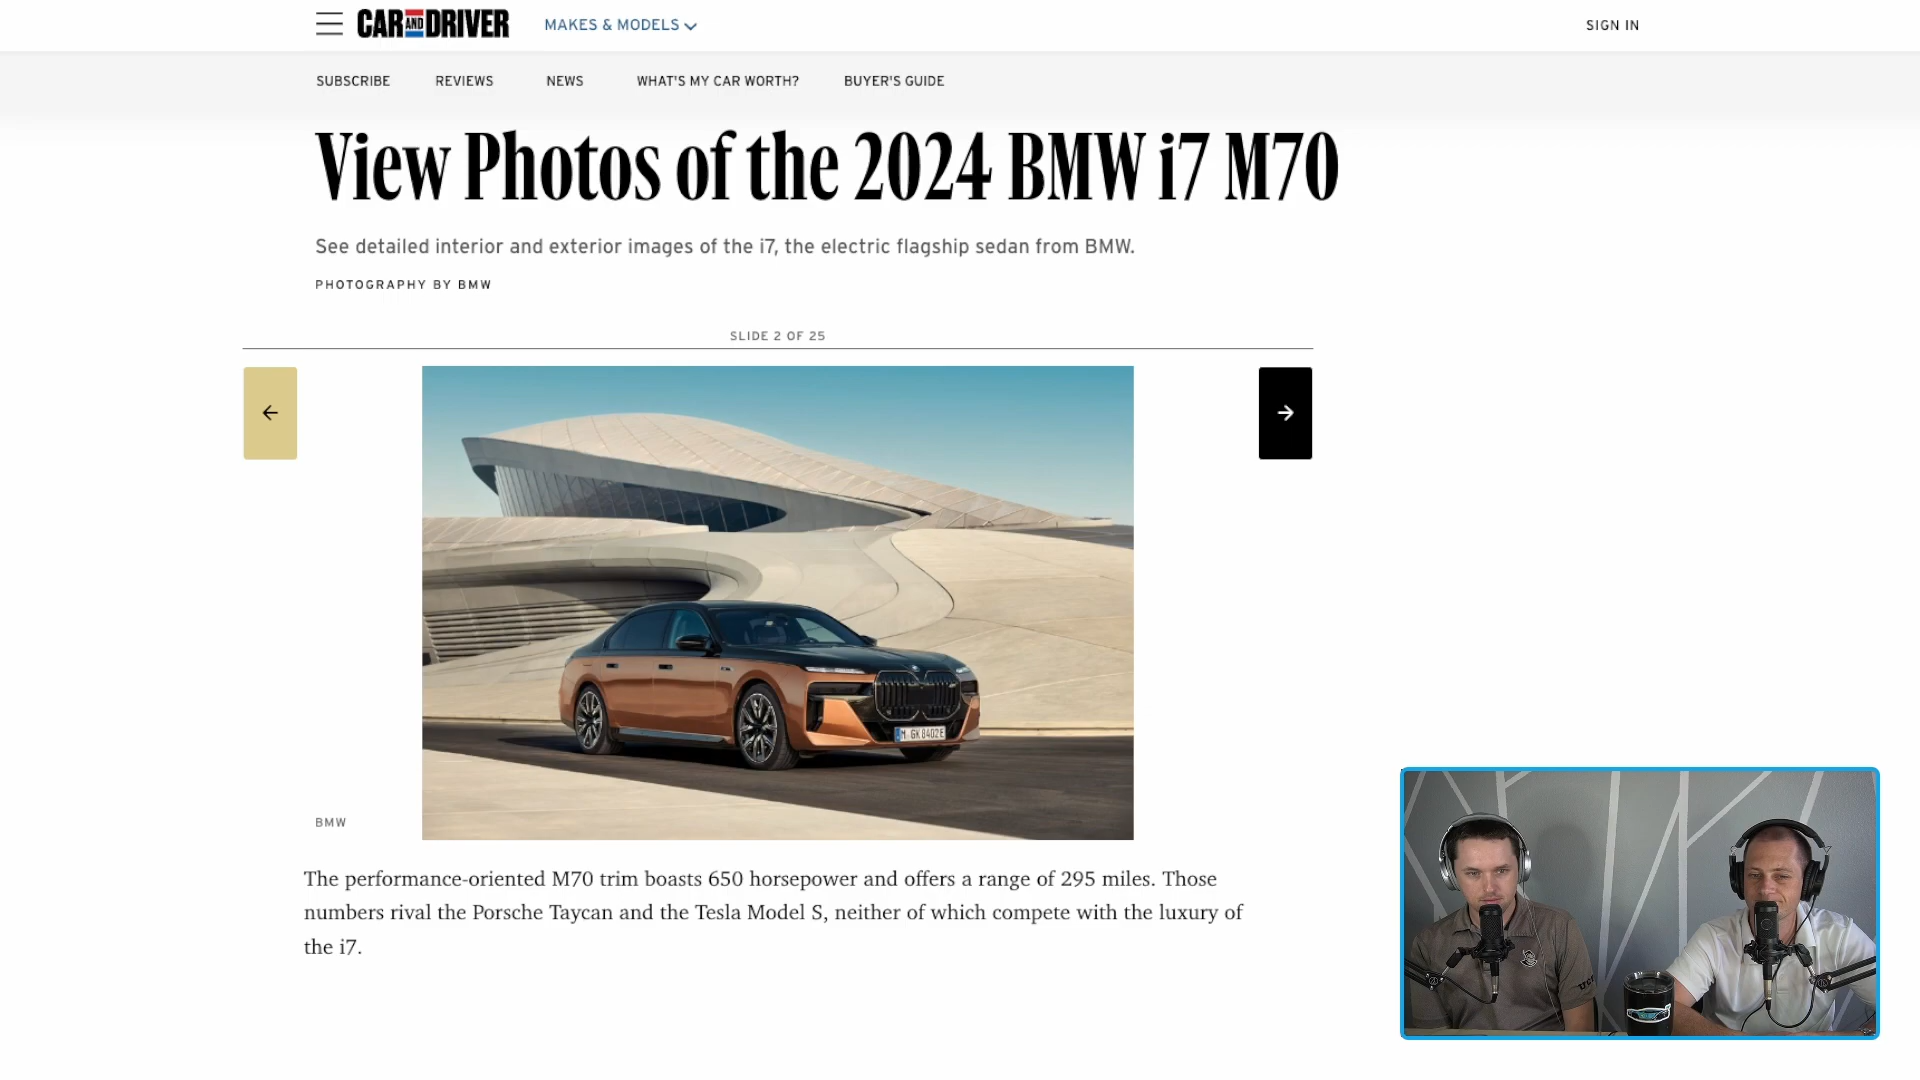 CAR AND DRIVER
MAKES & MODELS
SIGN IN
SUBSCRIBE
REVIEWS
NEWS
WHAT'S MY CAR WORTH?
BUYER'S GUIDE
View Photos of the 2024 BMW i7 M70
See detailed interior and exterior images of the i7, the electric flagship sedan from BMW.
PHOTOGRAPHY BY BMW
SLIDE 2 OF 25
M GK 8402E
BMW
The performance-oriented M70 trim boasts 650 horsepower and offers a range of 295 miles. Those
numbers rival the Porsche Taycan and the Tesla Model S, neither of which compete with the luxury of
the i7.
UCF